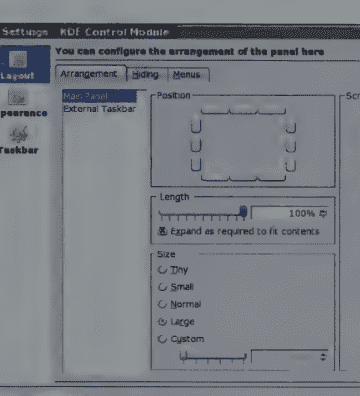 Settings KDE Control Module
You can configure the arrangement of the panel here
Layout
Arrangement Hiding Menus
Main Panel
External Taskbar
Position
pearance
Taskbar
Length
100%
Expand as required to fit contents
Size
Tiny
Small
Normal
Large
Custom